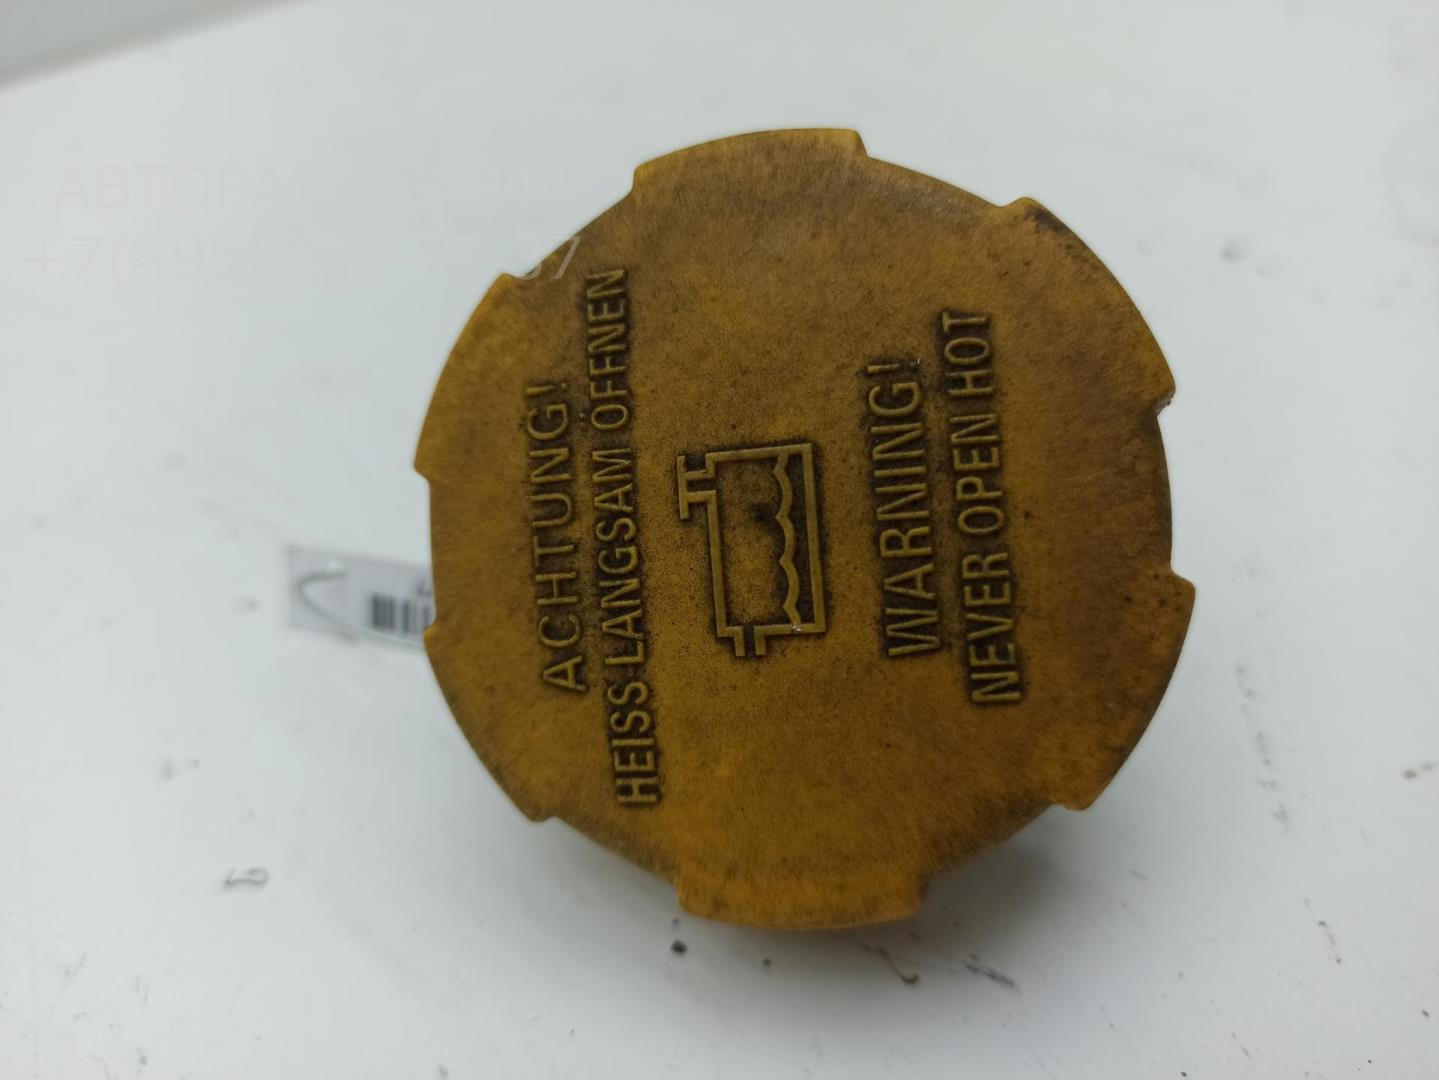 ACHTUNG!
HEISS LANGSAM ÖFFNEN
WARNING!
NEVER OPEN HOT